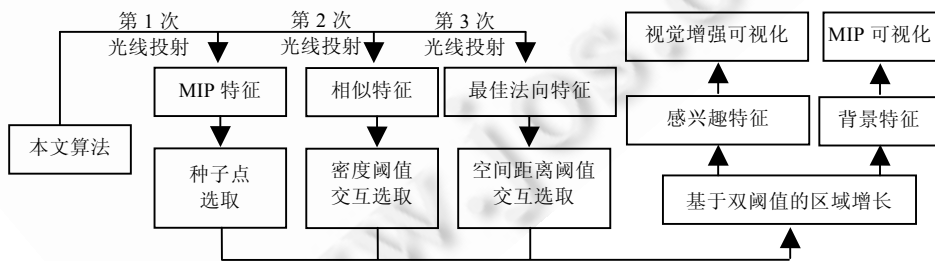 第 1 次
光线投射
第 2 次
光线投射
第 3 次
光线投射
视觉增强可视化
MIP 可视化
MIP 特征
相似特征
最佳法向特征
感兴趣特征
背景特征
本文算法
种子点
选取
密度阈值
交互选取
空间距离阈值
交互选取
基于双阈值的区域增长